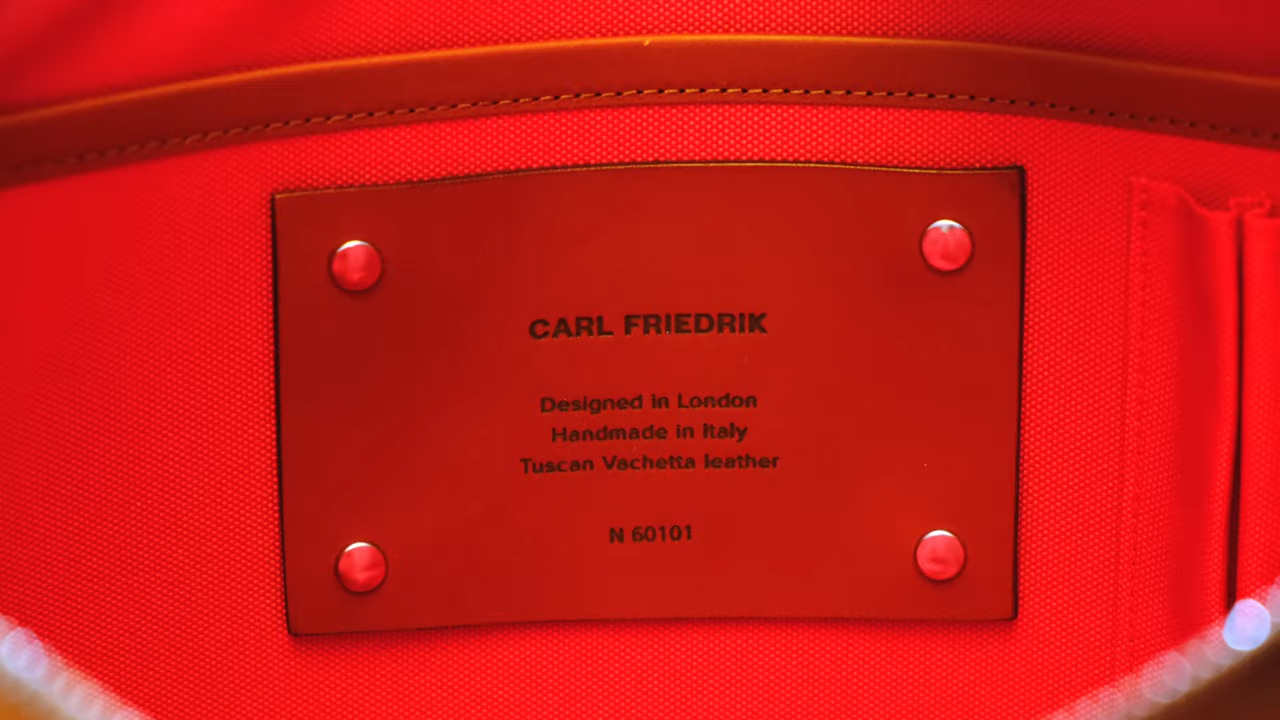 CARL FRIEDRIK
Designed in London
Handmade in Italy
Tuscan Vachetta leather
N 60101